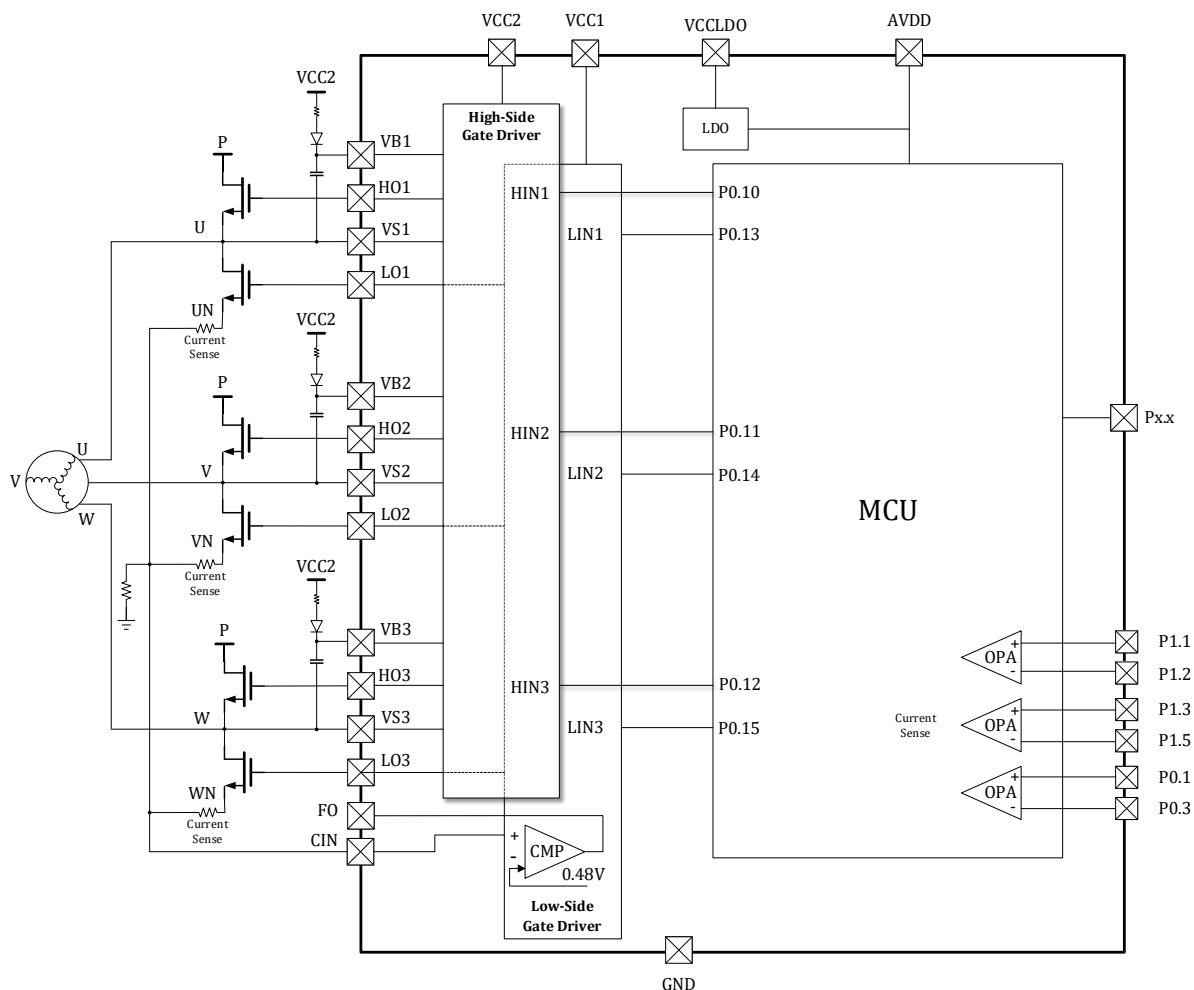 VCC2
VCC1
VCCLDO
AVDD
VCC2
High-Side
Gate Driver
LDO
P
VB1
HO1
HIN1
P0.10
U
VS1
LIN1
P0.13
LO1
UN
Current
Sense
VCC2
P
VB2
HO2
HIN2
P0.11
Px.x
U
V
V
VS2
LIN2
P0.14
W
LO2
MCU
VN
Current
Sense
VCC2
P
VB3
HO3
HIN3
P0.12
W
VS3
LIN3
P0.15
LO3
WN
Current
Sense
FO
CIN
+
-
CMP
0.48V
Low-Side
Gate Driver
+
OPA
-
P1.1
P1.2
Current
Sense
+
OPA
-
P1.3
P1.5
+
OPA
-
P0.1
P0.3
GND